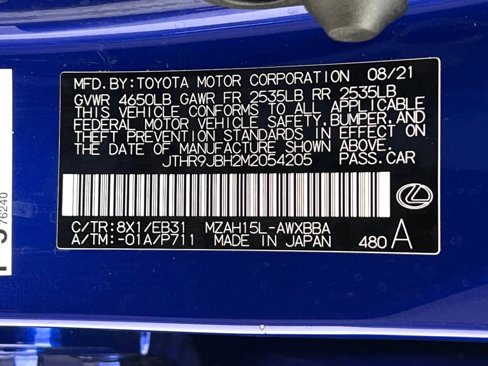 MFD. BY: TOYOTA MOTOR CORPORATION 08/21
GVWR 4650LB GAWR FR 2535LB RR 2535LB
THIS VEHICLE CONFORMS TO ALL APPLICABLE
FEDERAL MOTOR VEHICLE SAFETY, BUMPER, AND
THEFT PREVENTION STANDARDS IN EFFECT ON
THE DATE OF MANUFACTURE SHOWN ABOVE.
JTHR9JBH2M2054205 PASS. CAR
C/TR: 8X1/EB31 MZAH15L-AWXBBA
A/TM: -01A/P711 MADE IN JAPAN 480 A
76240